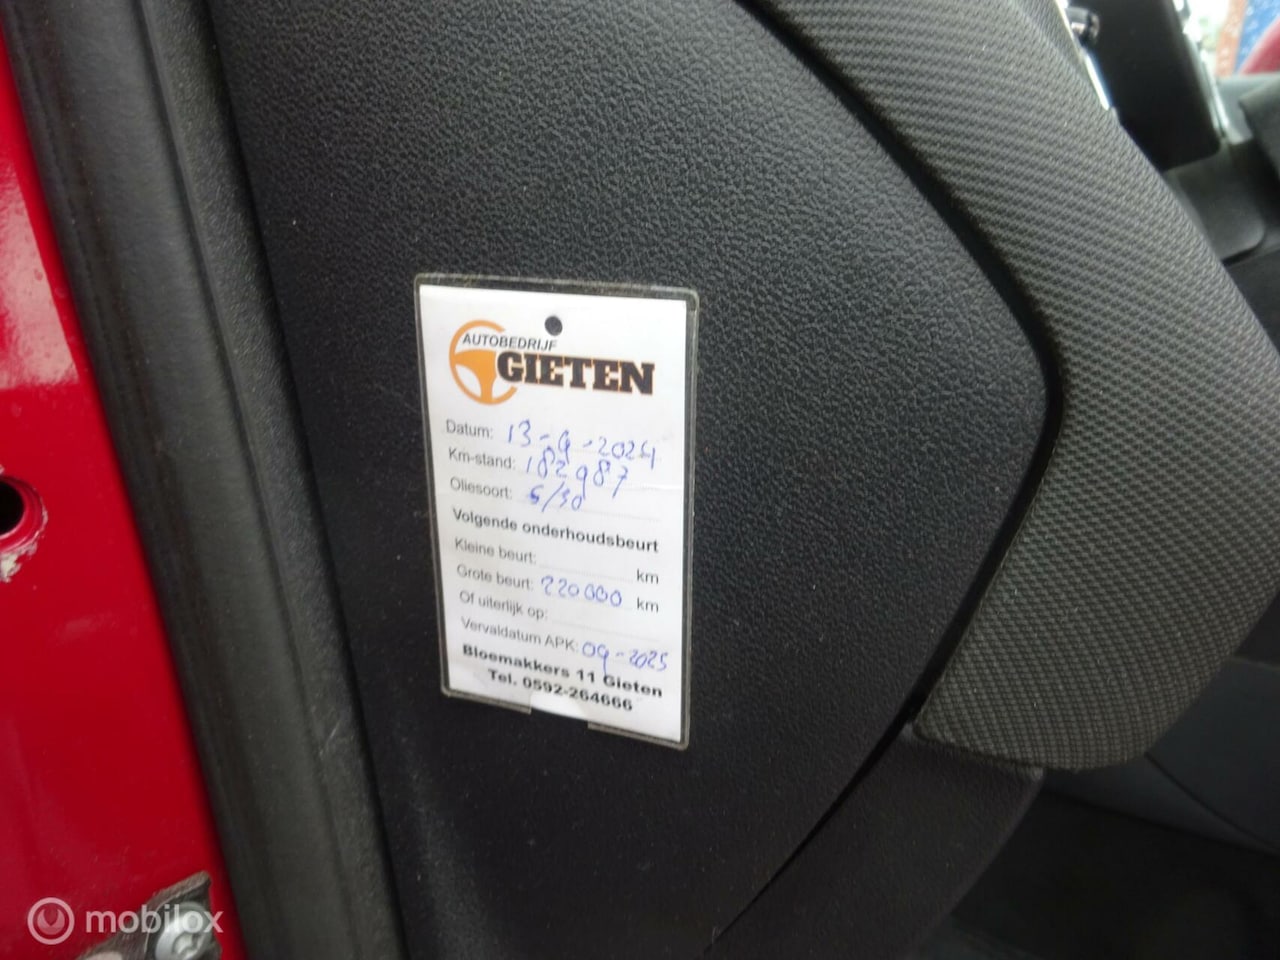 AUTOBEDRIJF
GIETEN
Datum: 13-9-2024
Km-stand: 182987
Oliesoort: 5/30
Volgende onderhoudsbeurt
Kleine beurt: km
Grote beurt: 220000 km
Of uiterlijk op:
Vervaldatum APK: 09-2025
Bloemakkers 11 Gieten
Tel. 0592-264666
mobilox